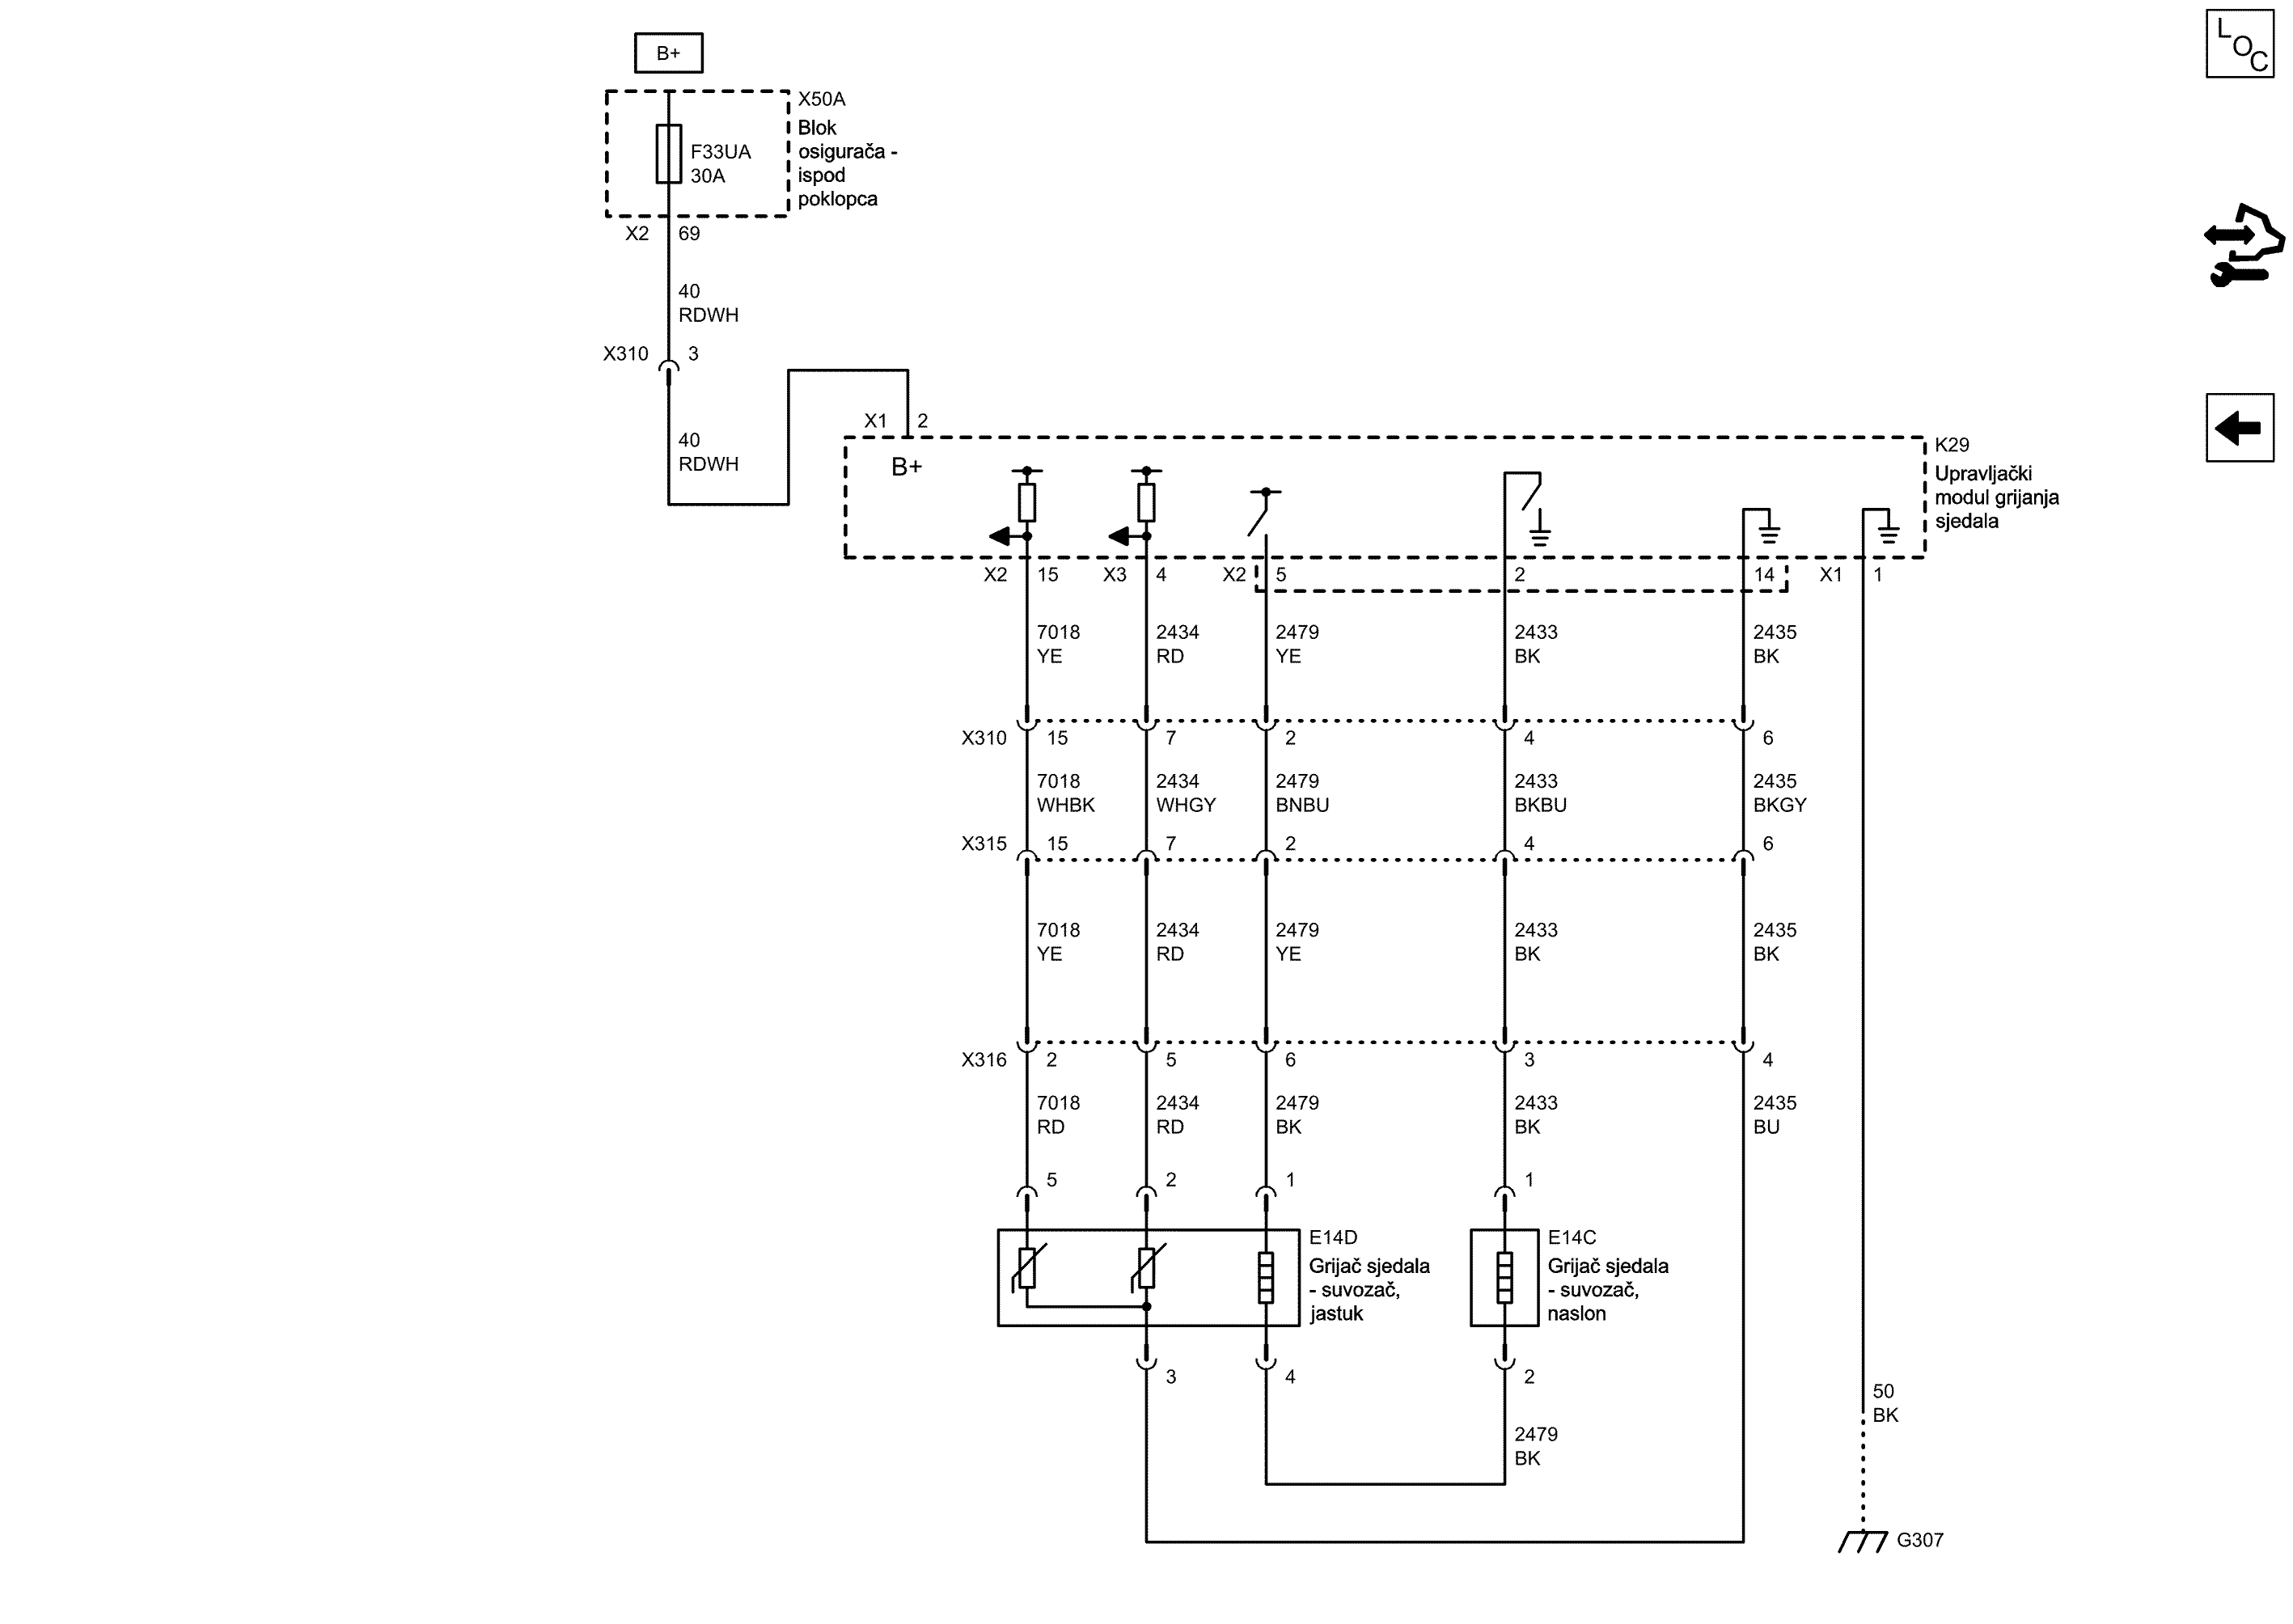 B+
LOC
X50A
Blok
osigurača -
ispod
poklopca
F33UA
30A
X2 69
40
RDWH
X310 3
X1 2
40
RDWH
B+
K29
Upravljački
modul grijanja
sjedala
X2 15 X3 4 X2 5 2 14 X1 1
7018 2434 2479 2433 2435
YE RD YE BK BK
X310 15 7 2 4 6
7018 2434 2479 2433 2435
WHBK WHGY BNBU BKBU BKGY
X315 15 7 2 4 6
7018 2434 2479 2433 2435
YE RD YE BK BK
X316 2 5 6 3 4
7018 2434 2479 2433 2435
RD RD BK BK BU
5 2 1 1
E14D
Grijač sjedala
- suvozač,
jastuk
E14C
Grijač sjedala
- suvozač,
naslon
3 4 2
50
BK
2479
BK
G307